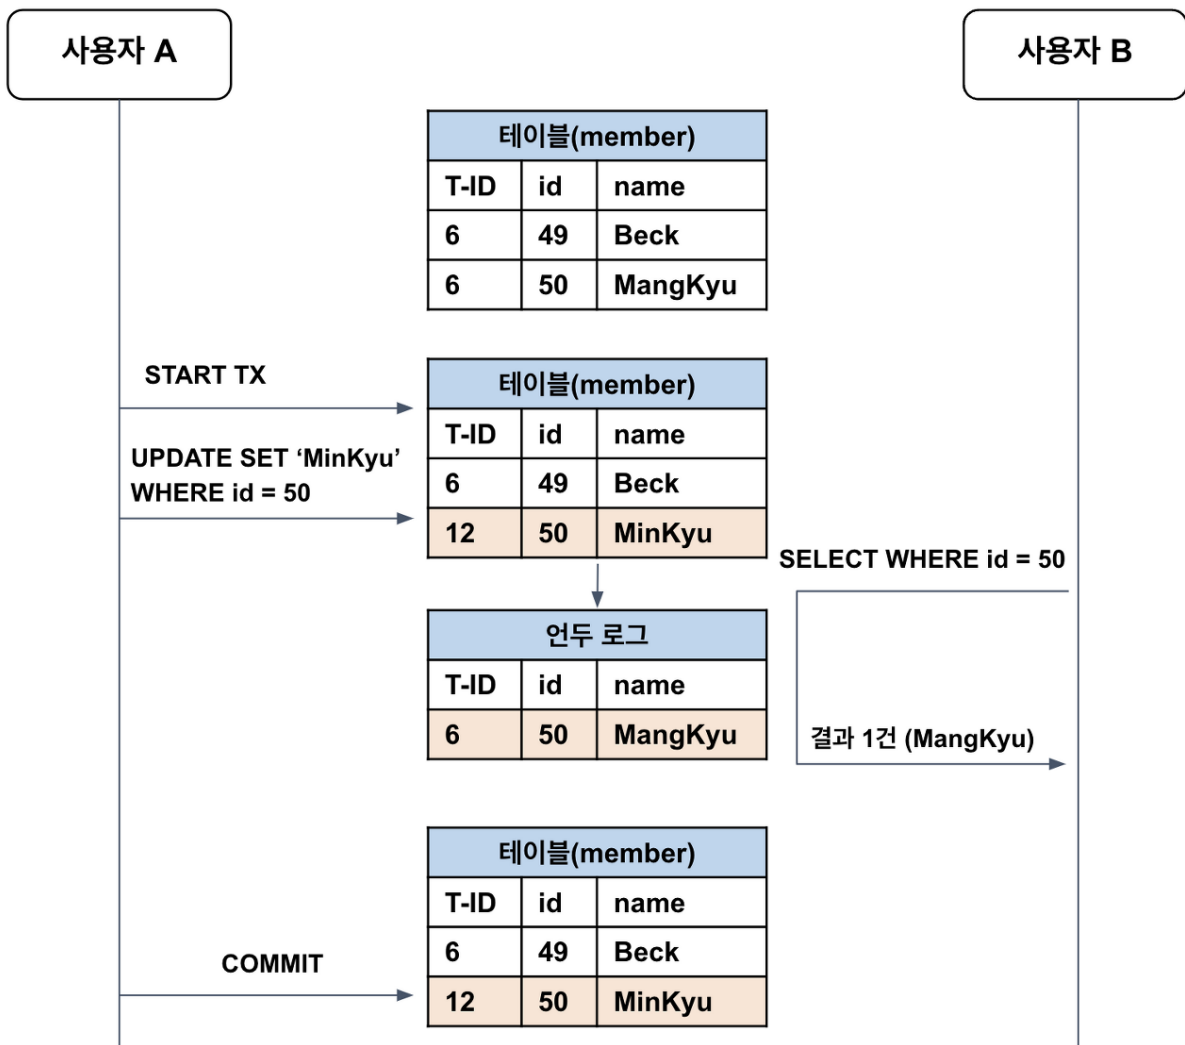 사용자 A
사용자 B
테이블(member)
T-ID id name
6 49 Beck
6 50 MangKyu
START TX
테이블(member)
T-ID id name
UPDATE SET ‘MinKyu’
WHERE id = 50
6 49 Beck
12 50 MinKyu
SELECT WHERE id = 50
언두 로그
T-ID id name
6 50 MangKyu
결과 1건 (MangKyu)
테이블(member)
T-ID id name
6 49 Beck
COMMIT
12 50 MinKyu